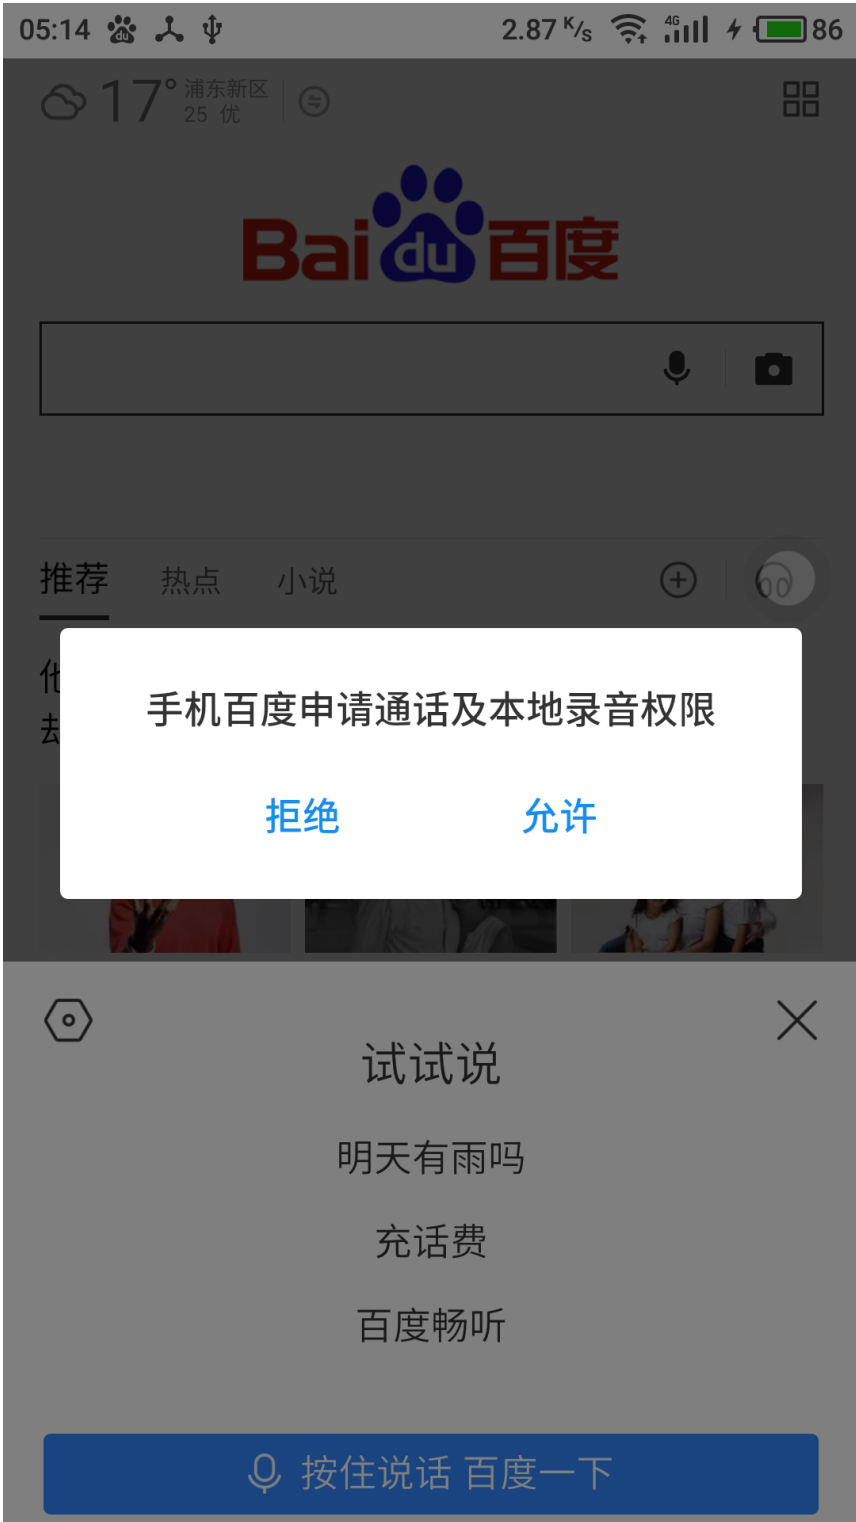 05:14 2.87 K/s 4G 86
17° 浦东新区
25 优
Bai du 百度
推荐 热点 小说
他
去
手机百度申请通话及本地录音权限
拒绝 允许
试试说
明天有雨吗
充话费
百度畅听
按住说话 百度一下